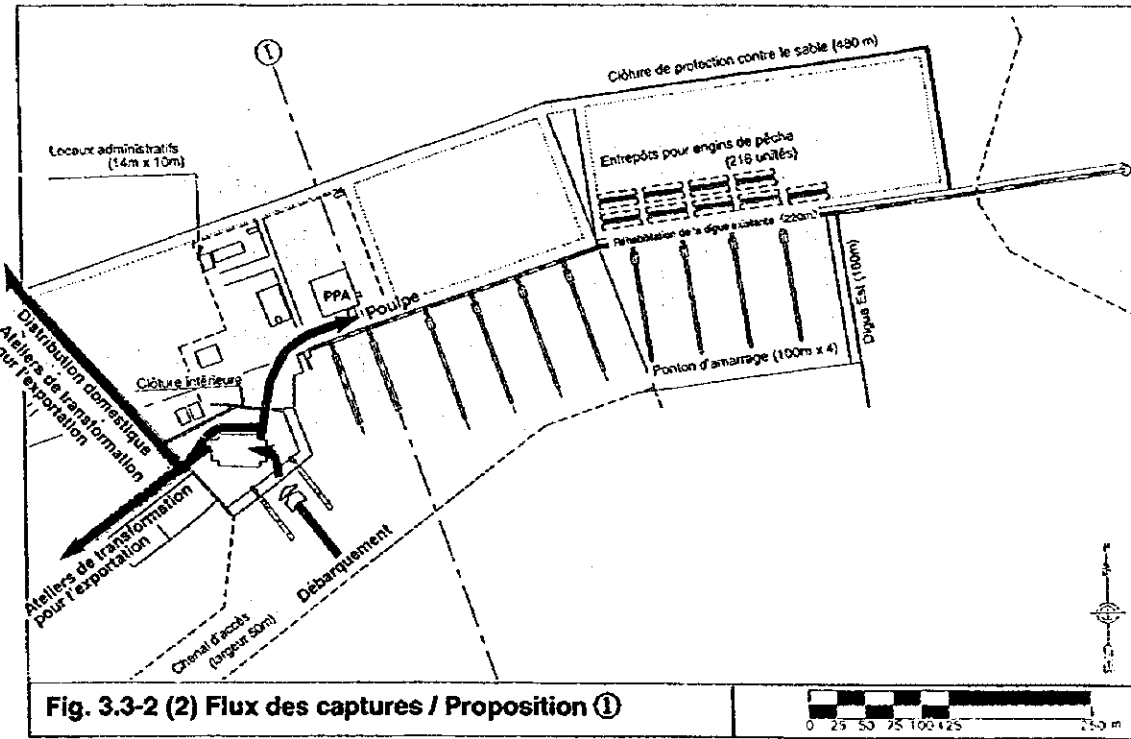 ①
Clôture de protection contre le sable (480 m)
Locaux administratifs
(14m x 10m)
Entrepôts pour engins de pêche
(216 unités)
Réhabilitation de la digue existante (220m)
PPA
Poulpe
Digue Est (100m)
Ponton d'amarrage (100m x 4)
Distribution domestique
Ateliers de transformation
pour l'exportation
Clôture intérieure
Ateliers de transformation
pour l'exportation
Débarquement
Chenal d'accès
(largeur 50m)
Fig. 3.3-2 (2) Flux des captures / Proposition ①
0 25 50 75 100 125 250 m